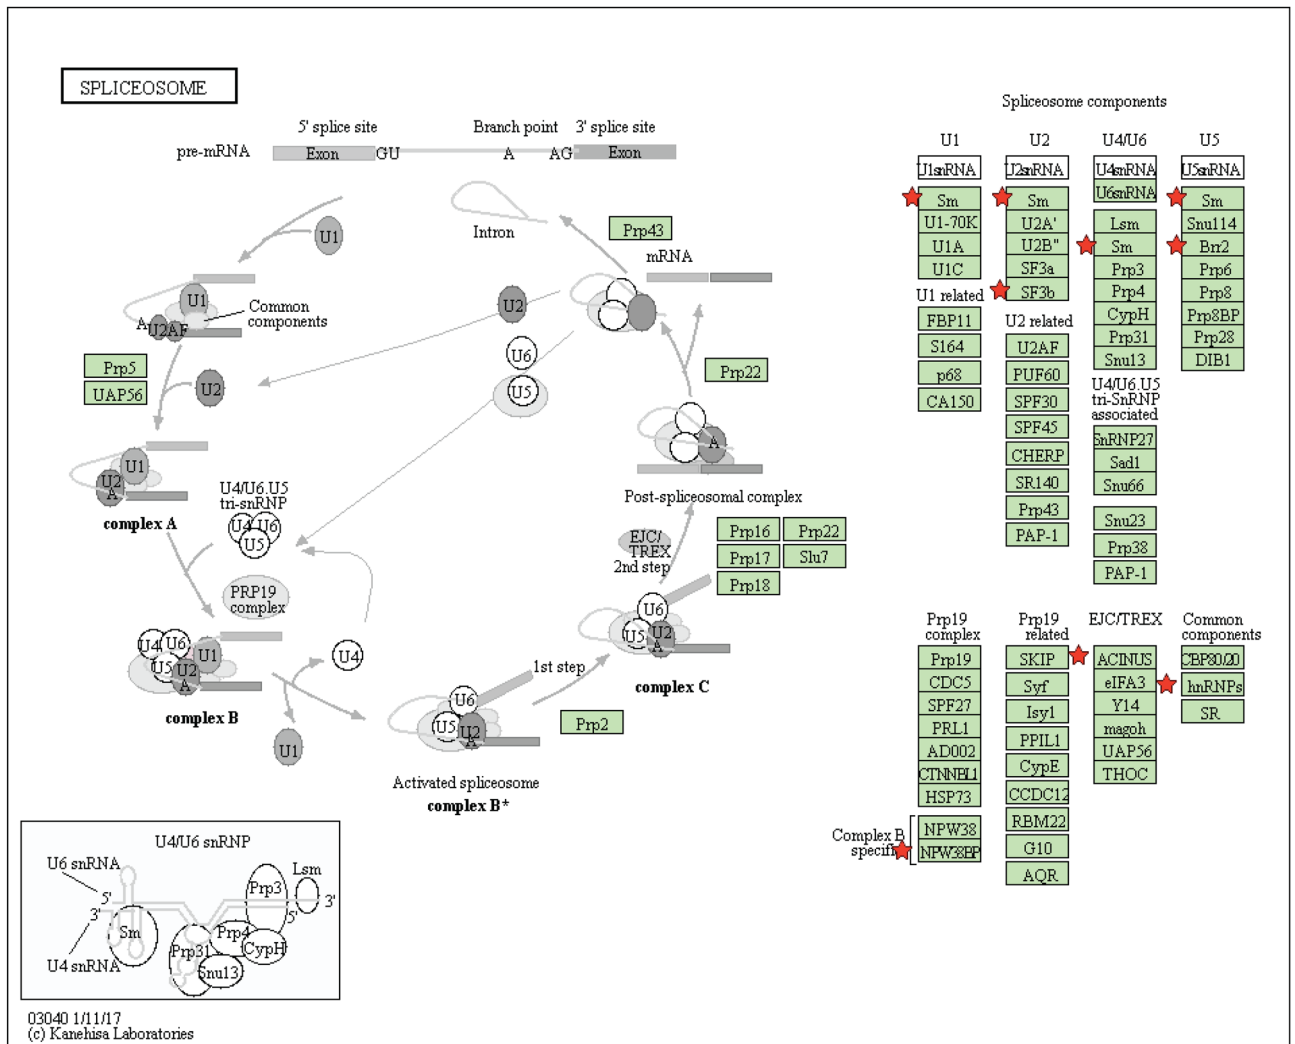 SPLICEOSOME
5' splice site
Branch point
3' splice site
pre-mRNA
Exon
GU
A
AG
Exon
U1
Intron
Prp43
mRNA
U1
Common
components
A
U2AF
U2
U6
U5
Prp5
UAP56
U2
Prp22
U1
U2
A
complex A
U4/U6.U5
tri-snRNP
U4
U6
U5
A
Post-spliceosomal complex
EJC/
TREX
2nd step
Prp16
Prp22
Prp17
Slu7
Prp18
PRP19
complex
U4
U6
U1
U5
U2
A
complex B
U4
U1
U6
U5
U2
A
complex C
1st step
U6
U5
U2
A
Prp2
Activated spliceosome
complex B*
Spliceosome components
U1
U1snRNA
Sm
U1-70K
U1A
U1C
U1 related
FBP11
S164
p68
CA150
U2
U2snRNA
Sm
U2A'
U2B"
SF3a
SF3b
U2 related
U2AF
PUF60
SPF30
SPF45
CHERP
SR140
Prp43
PAP-1
U4/U6
U4snRNA
U6snRNA
Lsm
Sm
Prp3
Prp4
CypH
Prp31
Snu13
U4/U6.U5
tri-SnRNP
associated
SnRNP27
Sad1
Snu66
Snu23
Prp38
PAP-1
U5
U5snRNA
Sm
Snu114
Brr2
Prp6
Prp8
Prp8BP
Prp28
DIB1
Prp19
complex
Prp19
CDC5
SPF27
PRL1
AD002
CTNNBL1
HSP73
Complex B
specific
NPW38
NPW38BP
Prp19
related
SKIP
Syf
Isy1
PPIL1
CypE
CCDC12
RBM22
G10
AQR
EJC/TREX
ACINUS
eIFA3
Y14
magoh
UAP56
THOC
Common
components
CBP80/20
hnRNPs
SR
U4/U6 snRNP
U6 snRNA
5'
3'
Sm
U4 snRNA
Prp3
Lsm
3'
5'
Prp4
Prp31
CypH
Snu13
03040 1/11/17
(c) Kanehisa Laboratories